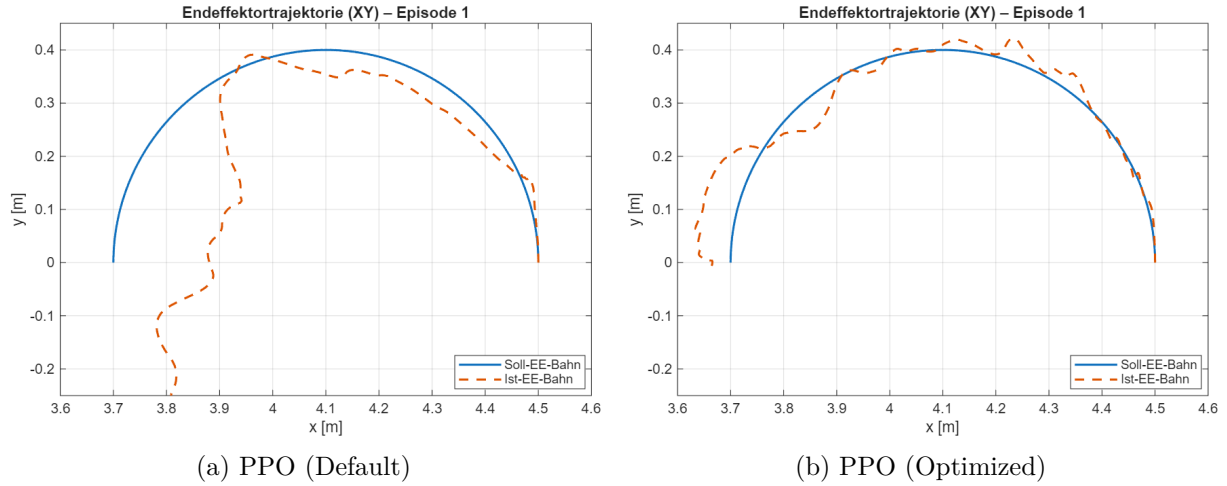 Endeffektortrajektorie (XY) – Episode 1
0.4
0.3
0.2
0.1
0
-0.1
-0.2
y [m]
Soll-EE-Bahn
Ist-EE-Bahn
3.6 3.7 3.8 3.9 4 4.1 4.2 4.3 4.4 4.5 4.6
x [m]
(a) PPO (Default)
Endeffektortrajektorie (XY) – Episode 1
0.4
0.3
0.2
0.1
0
-0.1
-0.2
y [m]
Soll-EE-Bahn
Ist-EE-Bahn
3.6 3.7 3.8 3.9 4 4.1 4.2 4.3 4.4 4.5 4.6
x [m]
(b) PPO (Optimized)